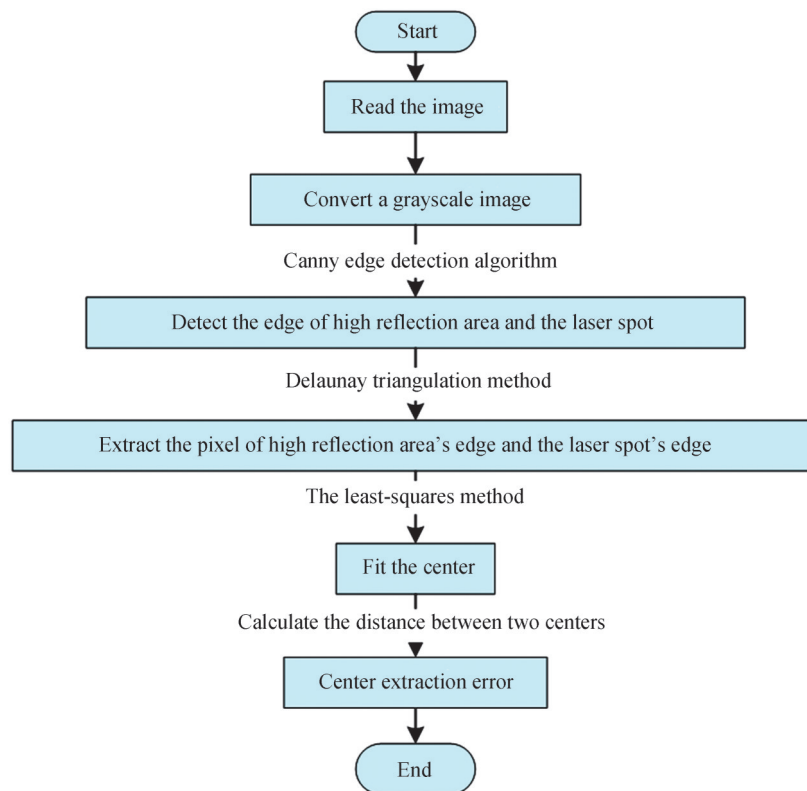 Start
Read the image
Convert a grayscale image
Canny edge detection algorithm
Detect the edge of high reflection area and the laser spot
Delaunay triangulation method
Extract the pixel of high reflection area's edge and the laser spot's edge
The least-squares method
Fit the center
Calculate the distance between two centers
Center extraction error
End